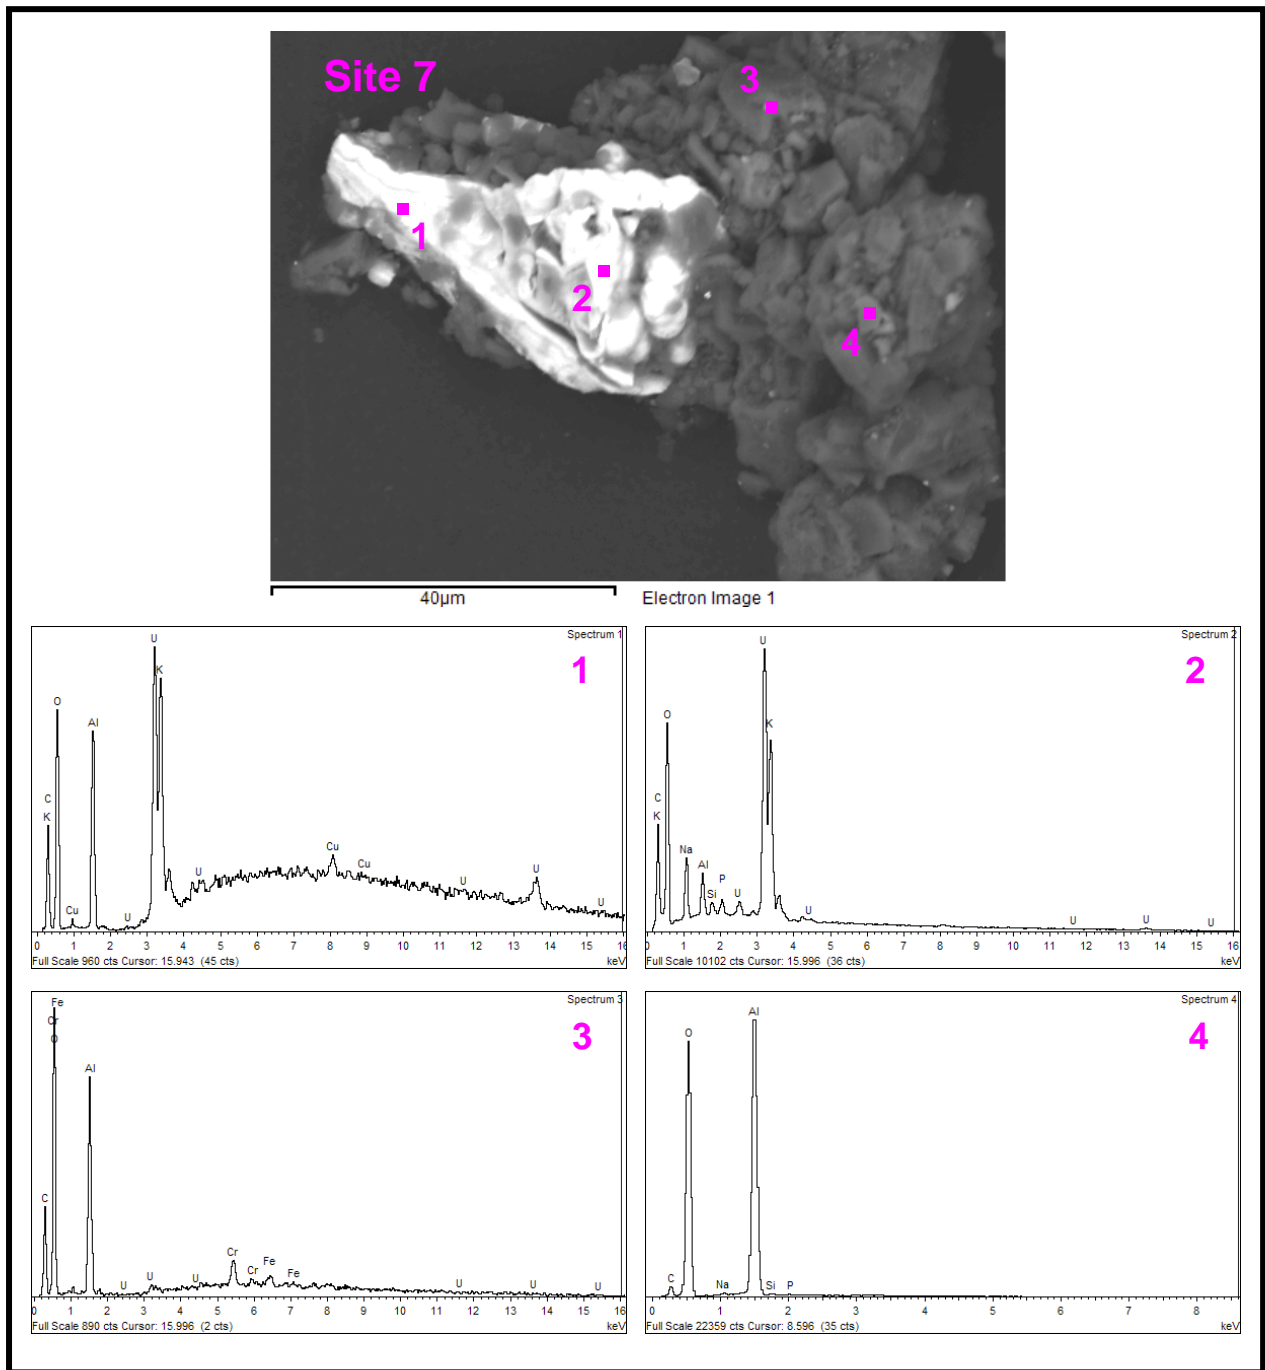 Site 7
3
1
2
4
40µm Electron Image 1
Spectrum 1
1
U
K
O
Al
C
K
Cu
U
U
Cu
Cu
U
U
U
0 1 2 3 4 5 6 7 8 9 10 11 12 13 14 15 16
Full Scale 960 cts Cursor: 15.943 (45 cts) keV
Spectrum 2
2
U
O
K
C
K
Na
Al
Si
P
U
U
U
U
U
0 1 2 3 4 5 6 7 8 9 10 11 12 13 14 15 16
Full Scale 10102 cts Cursor: 15.996 (36 cts) keV
Spectrum 3
3
Fe
Cr
O
Al
C
U
U
U
Cr
Cr
Fe
Fe
U
U
U
0 1 2 3 4 5 6 7 8 9 10 11 12 13 14 15 16
Full Scale 890 cts Cursor: 15.996 (2 cts) keV
Spectrum 4
4
Al
O
C
Na
Si
P
0 1 2 3 4 5 6 7 8
Full Scale 22359 cts Cursor: 8.596 (35 cts) keV